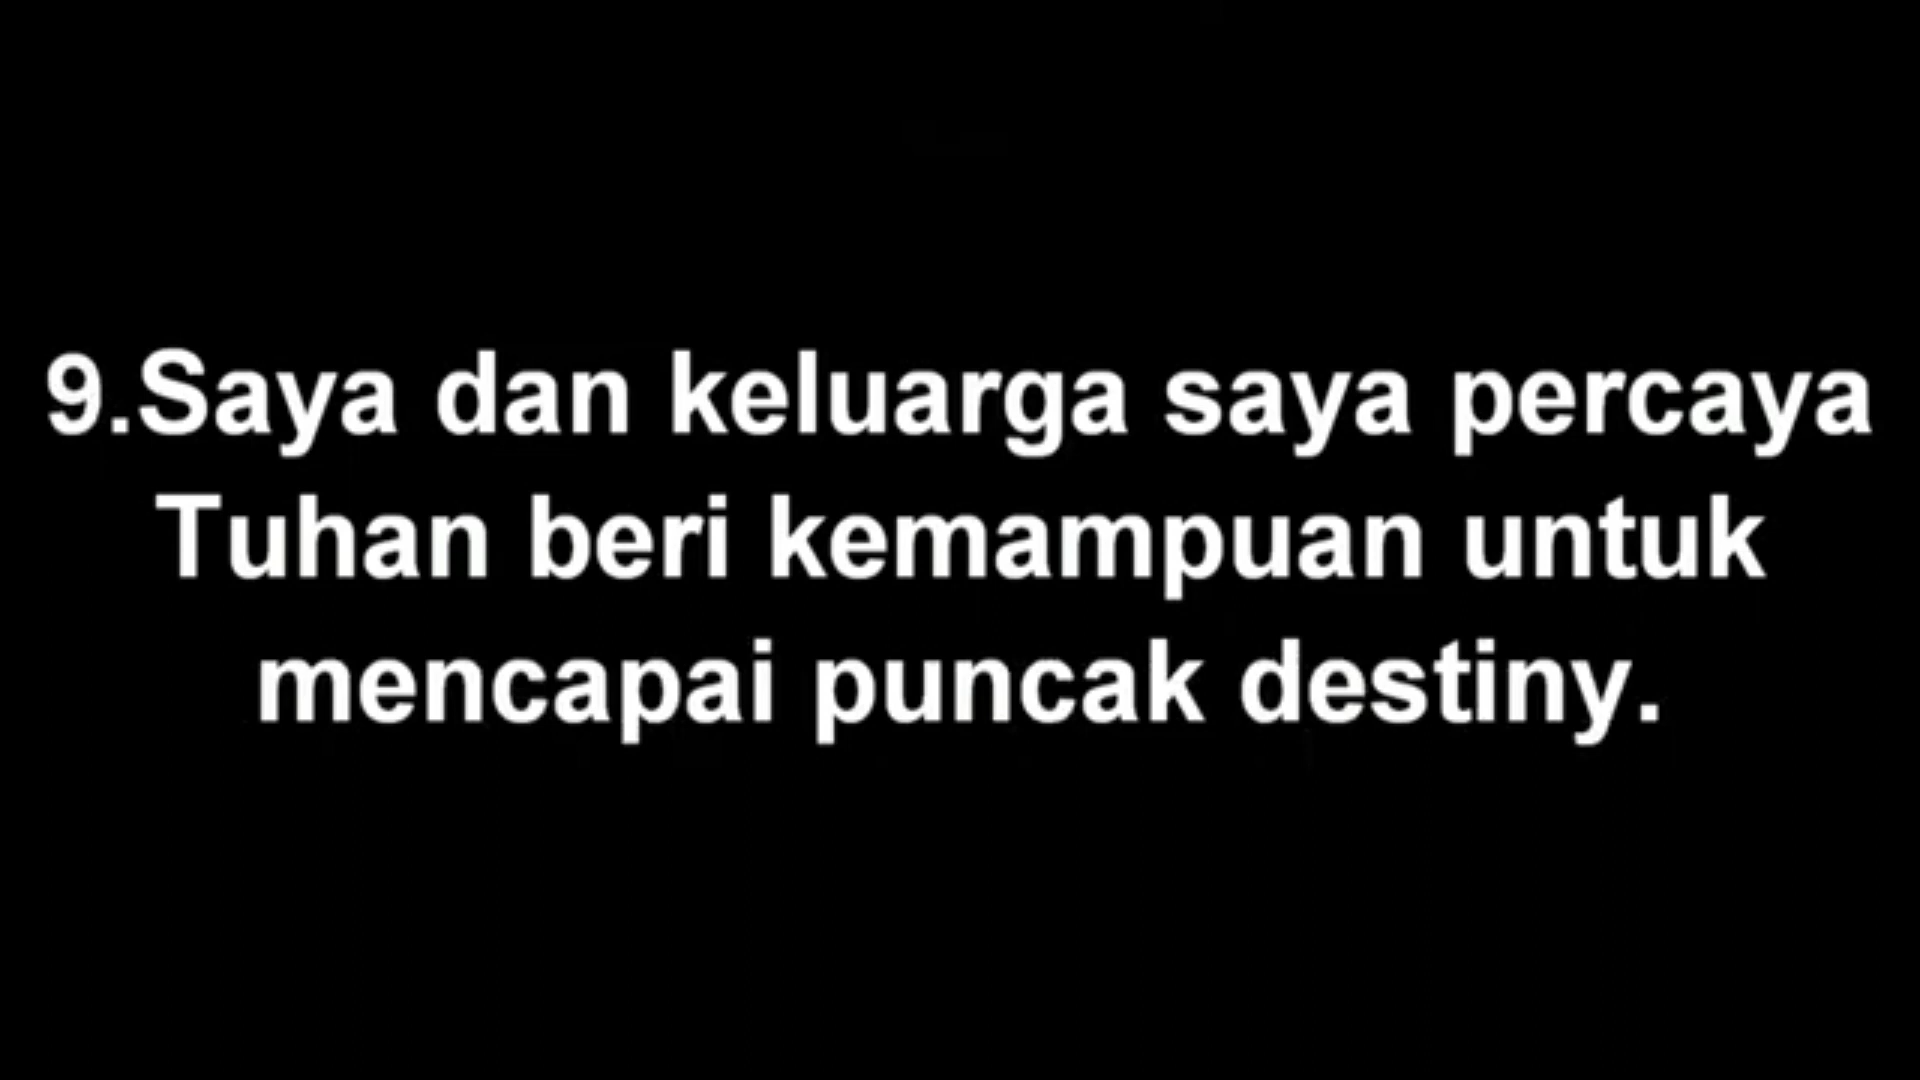 9.Saya dan keluarga saya percaya
Tuhan beri kemampuan untuk
mencapai puncak destiny.